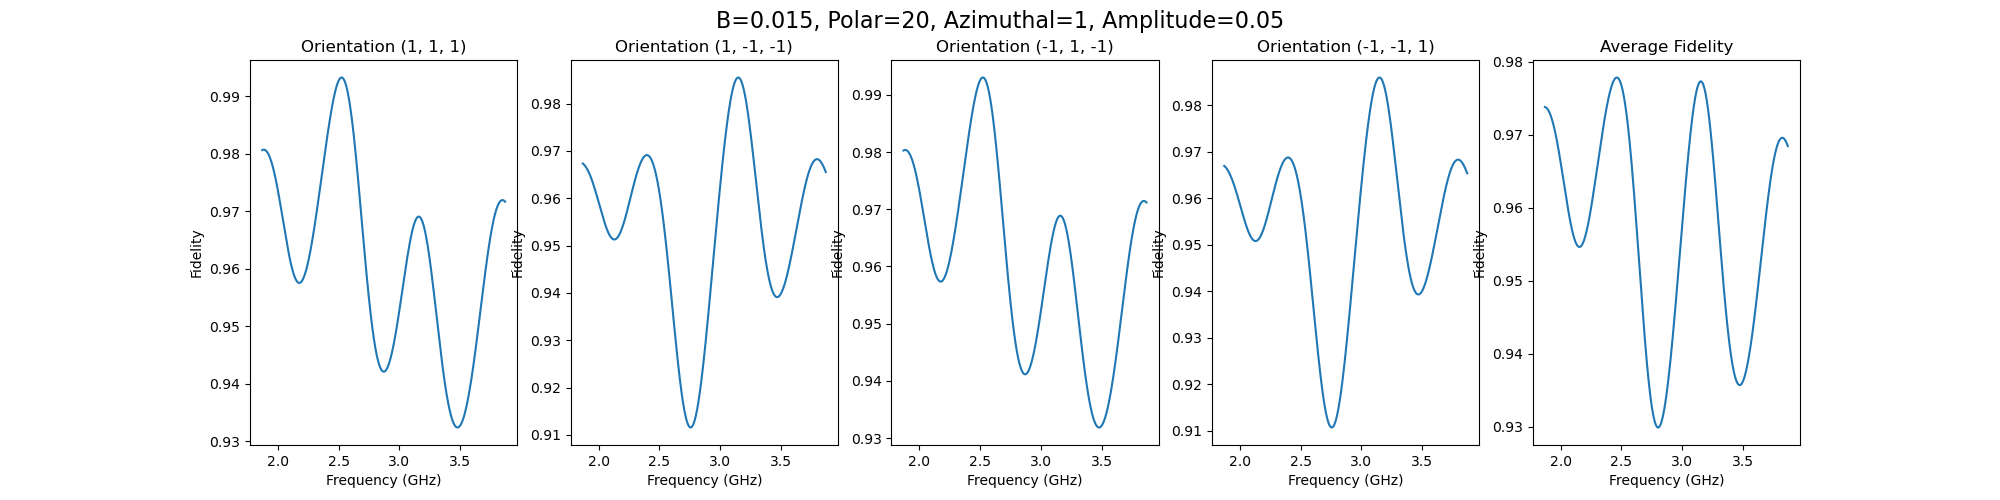 B=0.015, Polar=20, Azimuthal=1, Amplitude=0.05
Orientation (1, 1, 1)
0.99
0.98
0.97
0.96
0.95
0.94
0.93
Fidelity
2.0 2.5 3.0 3.5
Frequency (GHz)
Orientation (1, -1, -1)
0.98
0.97
0.96
0.95
0.94
0.93
0.92
0.91
Fidelity
2.0 2.5 3.0 3.5
Frequency (GHz)
Orientation (-1, 1, -1)
0.99
0.98
0.97
0.96
0.95
0.94
0.93
Fidelity
2.0 2.5 3.0 3.5
Frequency (GHz)
Orientation (-1, -1, 1)
0.98
0.97
0.96
0.95
0.94
0.93
0.92
0.91
Fidelity
2.0 2.5 3.0 3.5
Frequency (GHz)
Average Fidelity
0.98
0.97
0.96
0.95
0.94
0.93
Fidelity
2.0 2.5 3.0 3.5
Frequency (GHz)